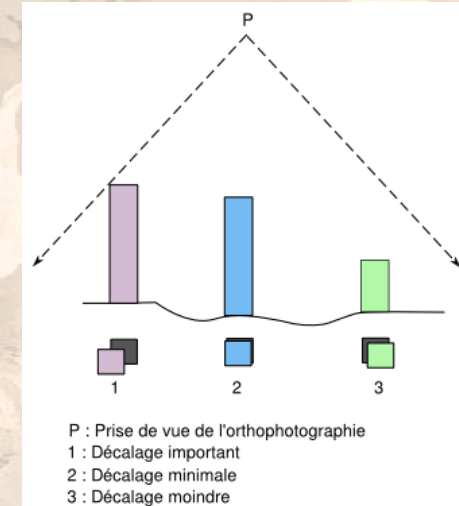 P
1 2 3
P : Prise de vue de l'orthophotographie
1 : Décalage important
2 : Décalage minimale
3 : Décalage moindre